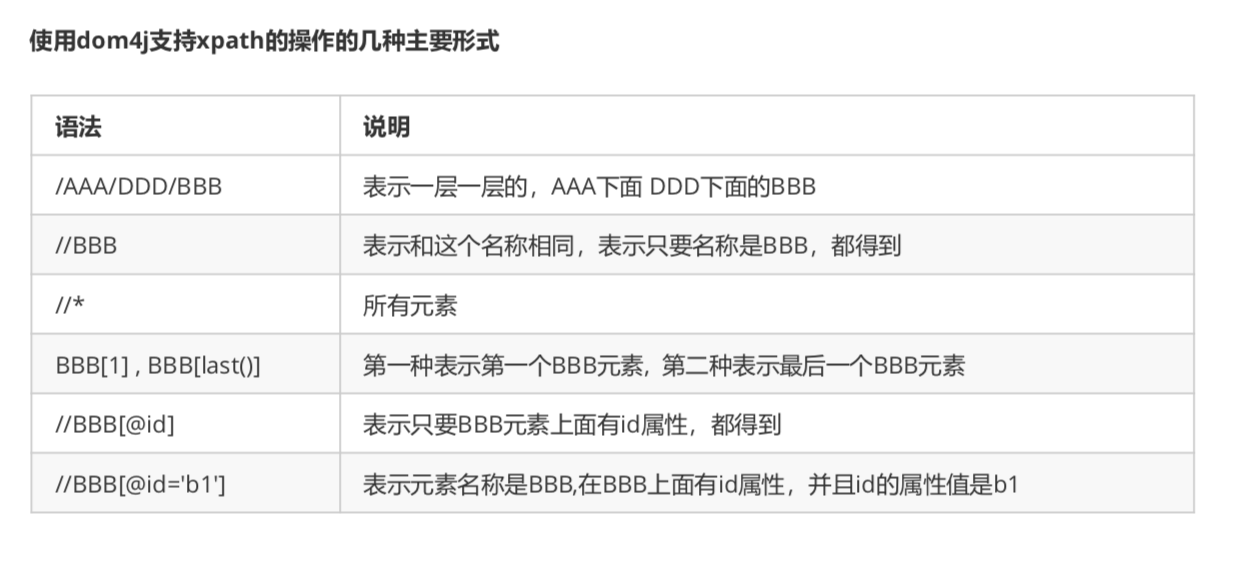 使用dom4j支持xpath的操作的几种主要形式
语法 说明
/AAA/DDD/BBB 表示一层一层的，AAA下面 DDD下面的BBB
//BBB 表示和这个名称相同，表示只要名称是BBB，都得到
//* 所有元素
BBB[1] , BBB[last()] 第一种表示第一个BBB元素, 第二种表示最后一个BBB元素
//BBB[@id] 表示只要BBB元素上面有id属性，都得到
//BBB[@id='b1'] 表示元素名称是BBB,在BBB上面有id属性，并且id的属性值是b1